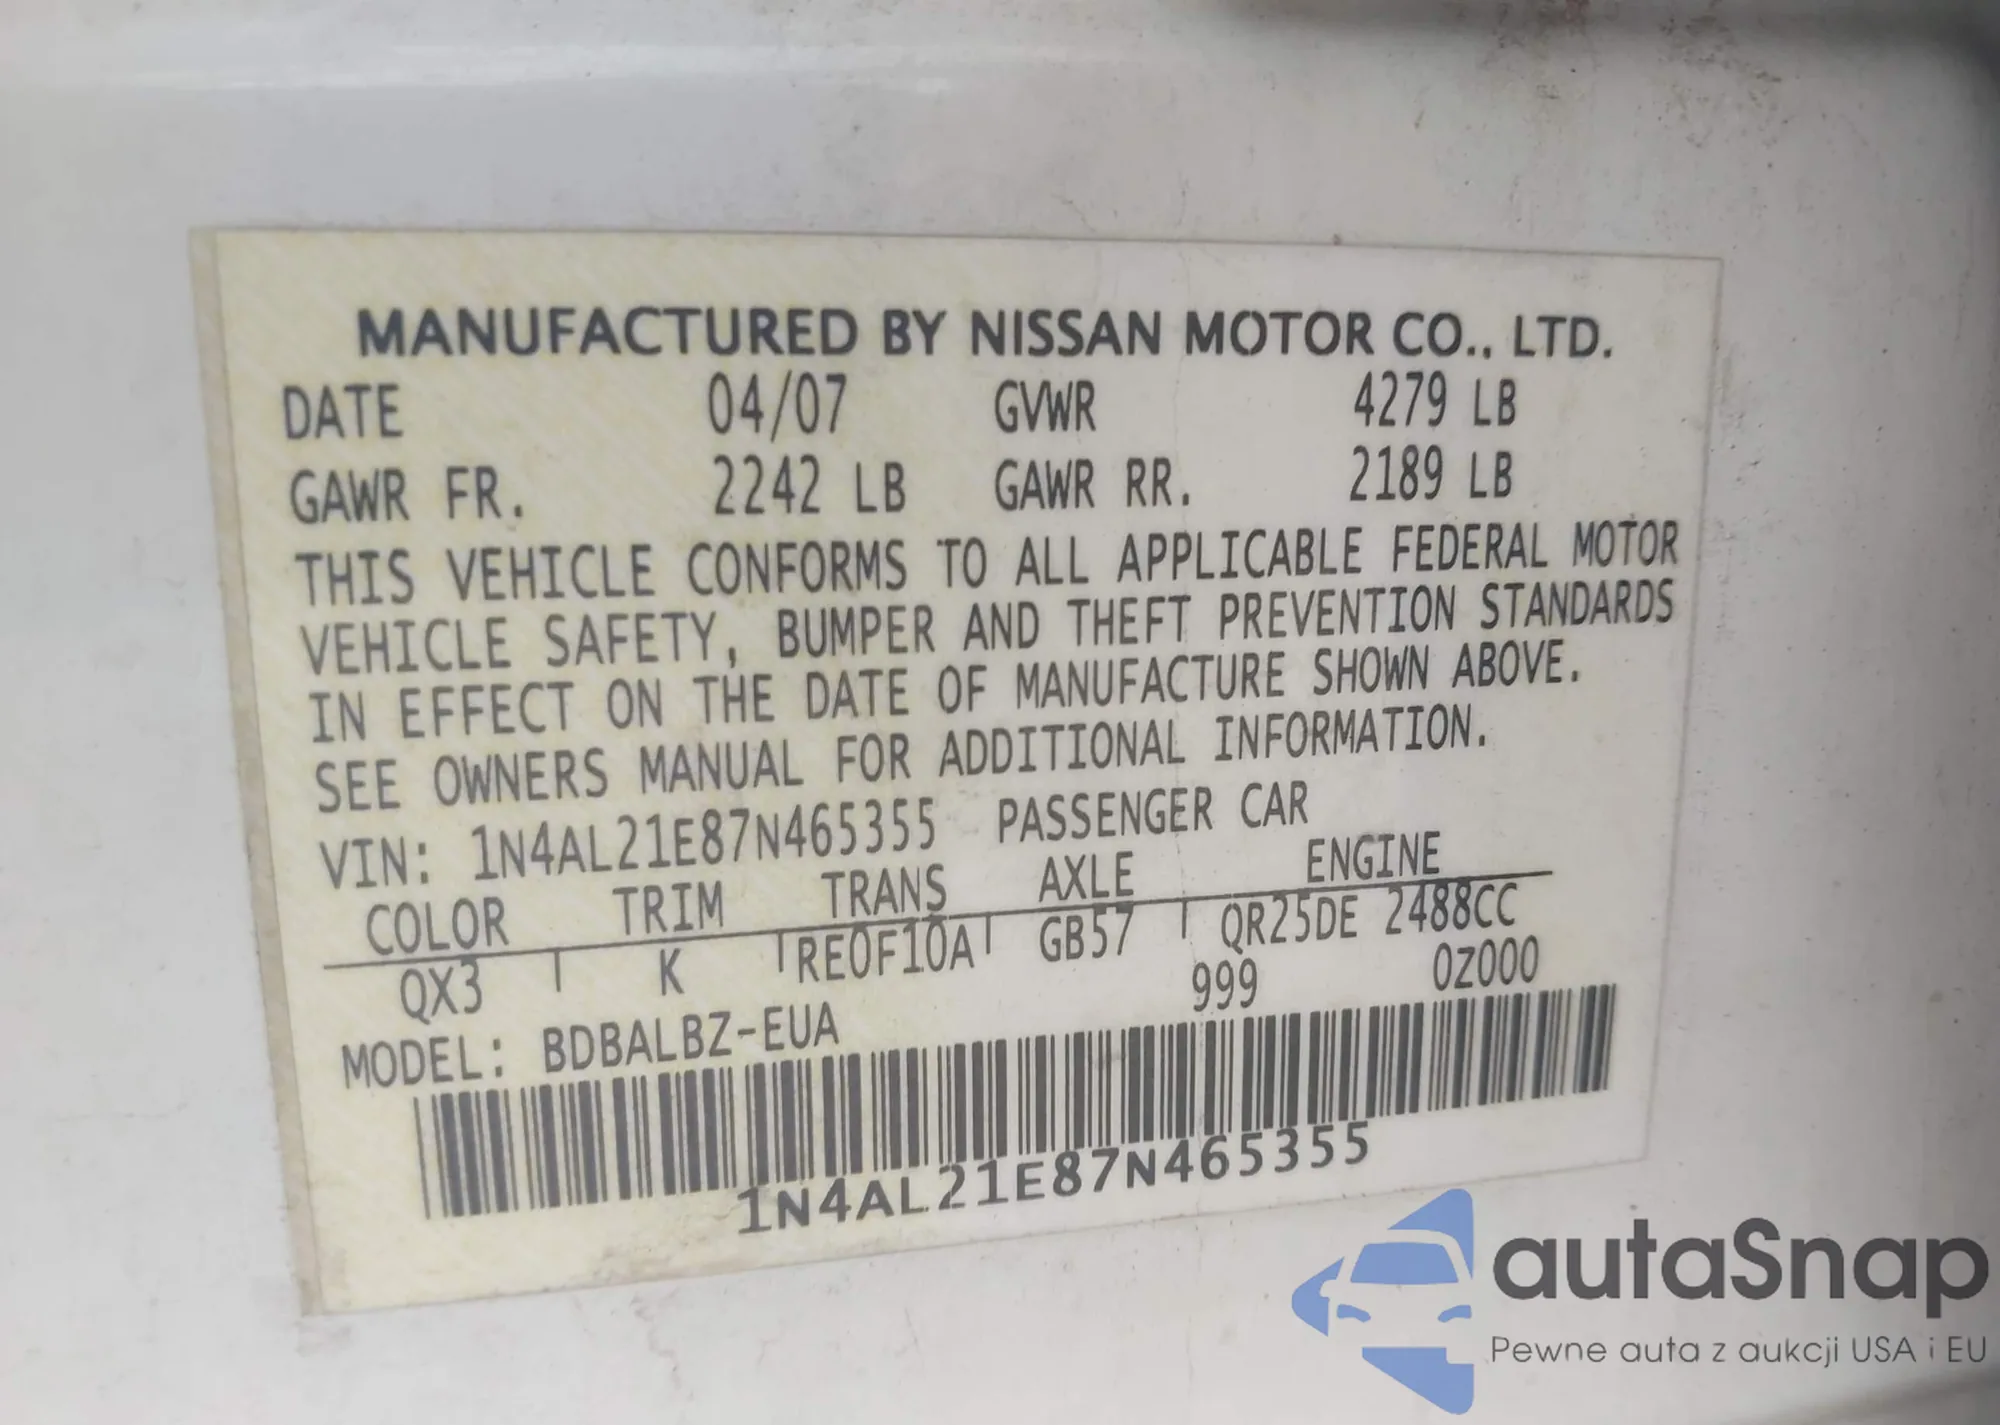 MANUFACTURED BY NISSAN MOTOR CO., LTD.
DATE 04/07 GVWR 4279 LB
GAWR FR. 2242 LB GAWR RR. 2189 LB
THIS VEHICLE CONFORMS TO ALL APPLICABLE FEDERAL MOTOR
VEHICLE SAFETY, BUMPER AND THEFT PREVENTION STANDARDS
IN EFFECT ON THE DATE OF MANUFACTURE SHOWN ABOVE.
SEE OWNERS MANUAL FOR ADDITIONAL INFORMATION.
VIN: 1N4AL21E87N465355 PASSENGER CAR
COLOR TRIM TRANS AXLE ENGINE
QX3 K RE0F10A GB57 QR25DE 2488CC
MODEL: BDBALBZ-EUA 999 0Z000
1N4AL21E87N465355
autaSnap
Pewne auta z aukcji USA i EU